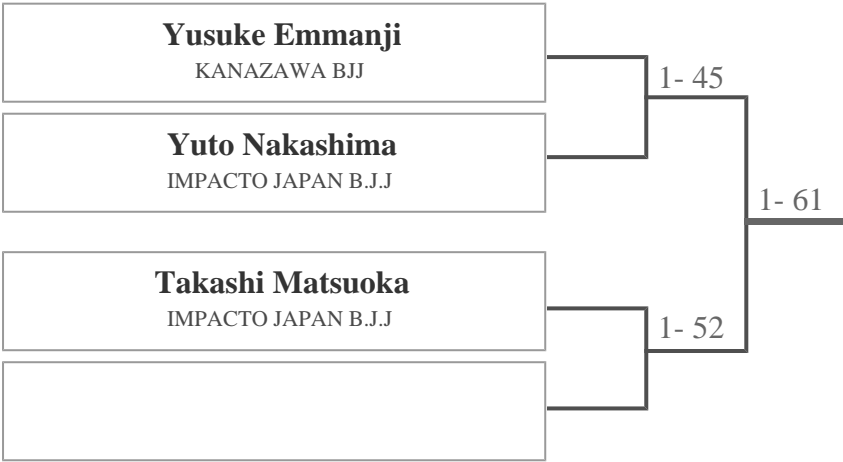 Yusuke Emmanji
KANAZAWA BJJ
1- 45
Yuto Nakashima
IMPACTO JAPAN B.J.J
1- 61
Takashi Matsuoka
IMPACTO JAPAN B.J.J
1- 52